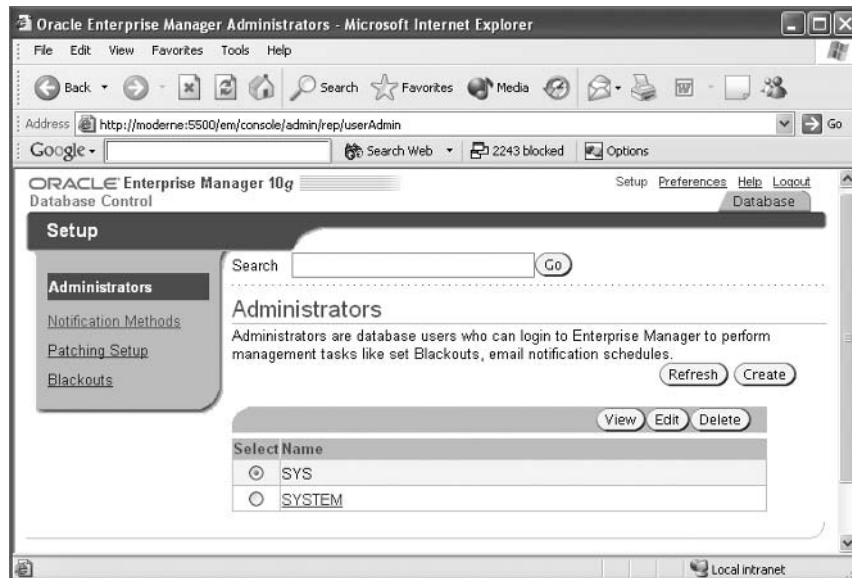 Oracle Enterprise Manager Administrators - Microsoft Internet Explorer
File Edit View Favorites Tools Help
Back Search Favorites Media
Address http://moderne:5500/em/console/admin/rep/userAdmin Go
Google Search Web 2243 blocked Options
ORACLE Enterprise Manager 10g Setup Preferences Help Logout
Database Control Database
Setup
Search Go
Administrators
Notification Methods
Patching Setup
Blackouts
Administrators
Administrators are database users who can login to Enterprise Manager to perform
management tasks like set Blackouts, email notification schedules.
Refresh Create
View Edit Delete
Select Name
SYS
SYSTEM
Local intranet